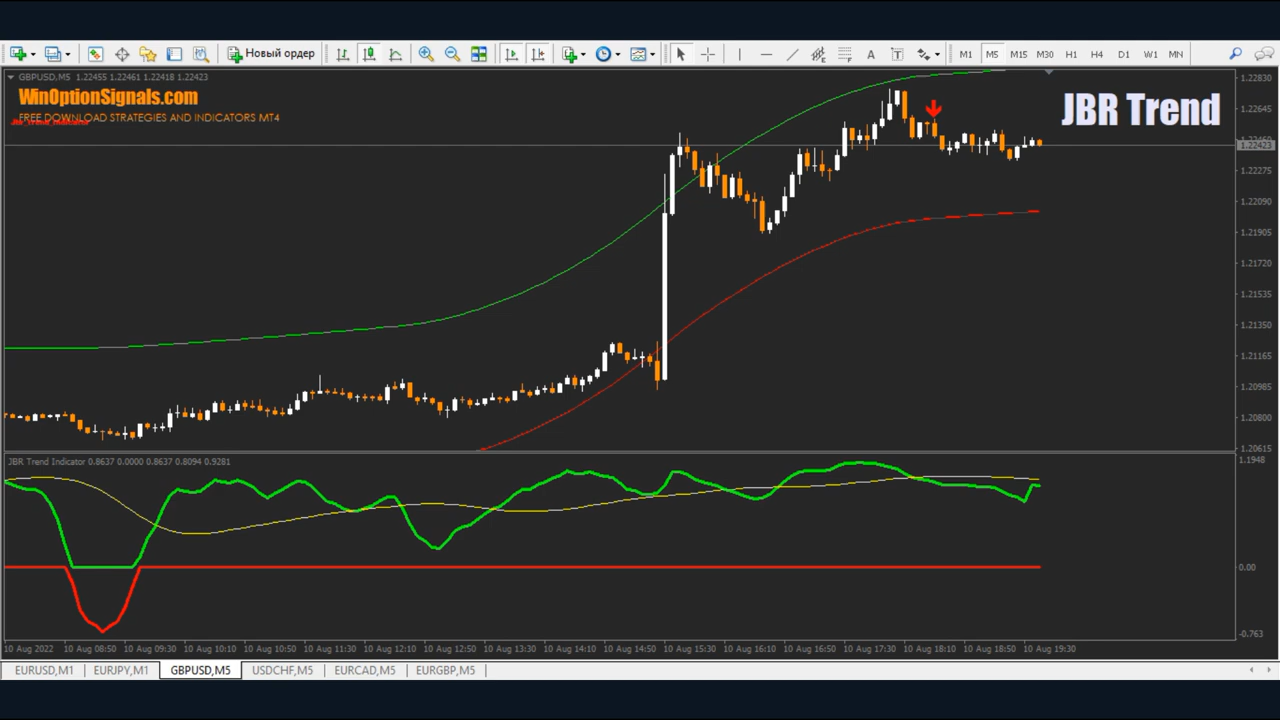 Новый ордер
A
T
M1 M5 M15 M30 H1 H4 D1 W1 MN
GBPUSD,M5 1.22455 1.22461 1.22418 1.22423
WinOptionSignals.com
FREE DOWNLOAD STRATEGIES AND INDICATORS MT4
JBR Trend
1.22830
1.22645
1.22423
1.22275
1.22090
1.21905
1.21720
1.21535
1.21350
1.21165
1.20985
1.20800
1.20615
JBR Trend Indicator 0.8637 0.0000 0.8637 0.8094 0.9281
1.1948
0.00
-0.763
10 Aug 2022 10 Aug 08:50 10 Aug 09:30 10 Aug 10:10 10 Aug 10:50 10 Aug 11:30 10 Aug 12:10 10 Aug 12:50 10 Aug 13:30 10 Aug 14:10 10 Aug 14:50 10 Aug 15:30 10 Aug 16:10 10 Aug 16:50 10 Aug 17:30 10 Aug 18:10 10 Aug 18:50 10 Aug 19:30
EURUSD,M1 EURJPY,M1 GBPUSD,M5 USDCHF,M5 EURCAD,M5 EURGBP,M5